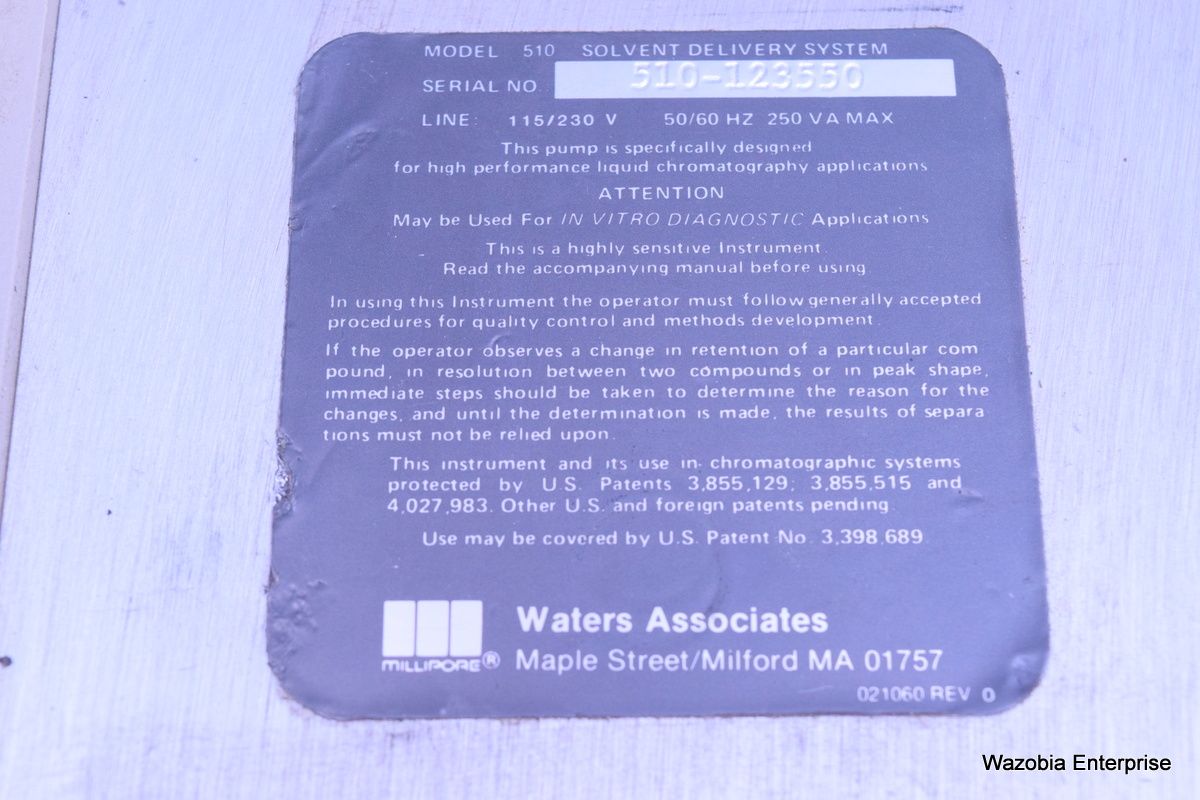 MODEL 510 SOLVENT DELIVERY SYSTEM
SERIAL NO. 510-123550
LINE: 115/230 V 50/60 HZ 250 VA MAX
This pump is specifically designed
for high performance liquid chromatography applications
ATTENTION
May be Used For IN VITRO DIAGNOSTIC Applications
This is a highly sensitive Instrument.
Read the accompanying manual before using
In using this Instrument the operator must follow generally accepted
procedures for quality control and methods development.
If the operator observes a change in retention of a particular com
pound, in resolution between two compounds or in peak shape,
immediate steps should be taken to determine the reason for the
changes, and until the determination is made, the results of separa
tions must not be relied upon.
This instrument and its use in chromatographic systems
protected by U.S. Patents 3,855,129; 3,855,515 and
4,027,983. Other U.S. and foreign patents pending.
Use may be covered by U.S. Patent No. 3,398,689.
MILLIPORE®
Waters Associates
Maple Street/Milford MA 01757
021060 REV 0
Wazobia Enterprise